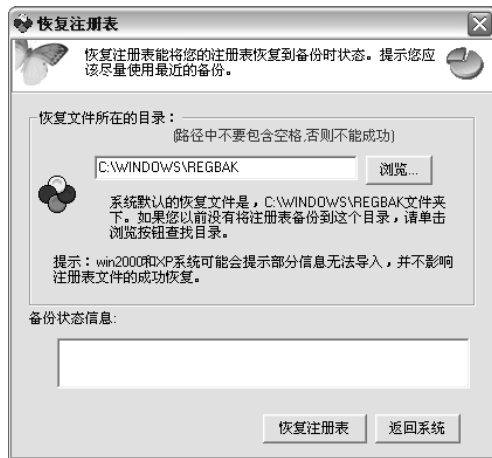 恢复注册表
恢复注册表能将您的注册表恢复到备份时状态。提示您应
该尽量使用最近的备份。
恢复文件所在的目录：
(路径中不要包含空格,否则不能成功)
C:\WINDOWS\REGBAK
浏览...
系统默认的恢复文件是，C:\WINDOWS\REGBAK文件夹
下。如果您以前没有将注册表备份到这个目录，请单击
浏览按钮查找目录。
提示：win2000和XP系统可能会提示部分信息无法导入，并不影响
注册表文件的成功恢复。
备份状态信息:
恢复注册表
返回系统